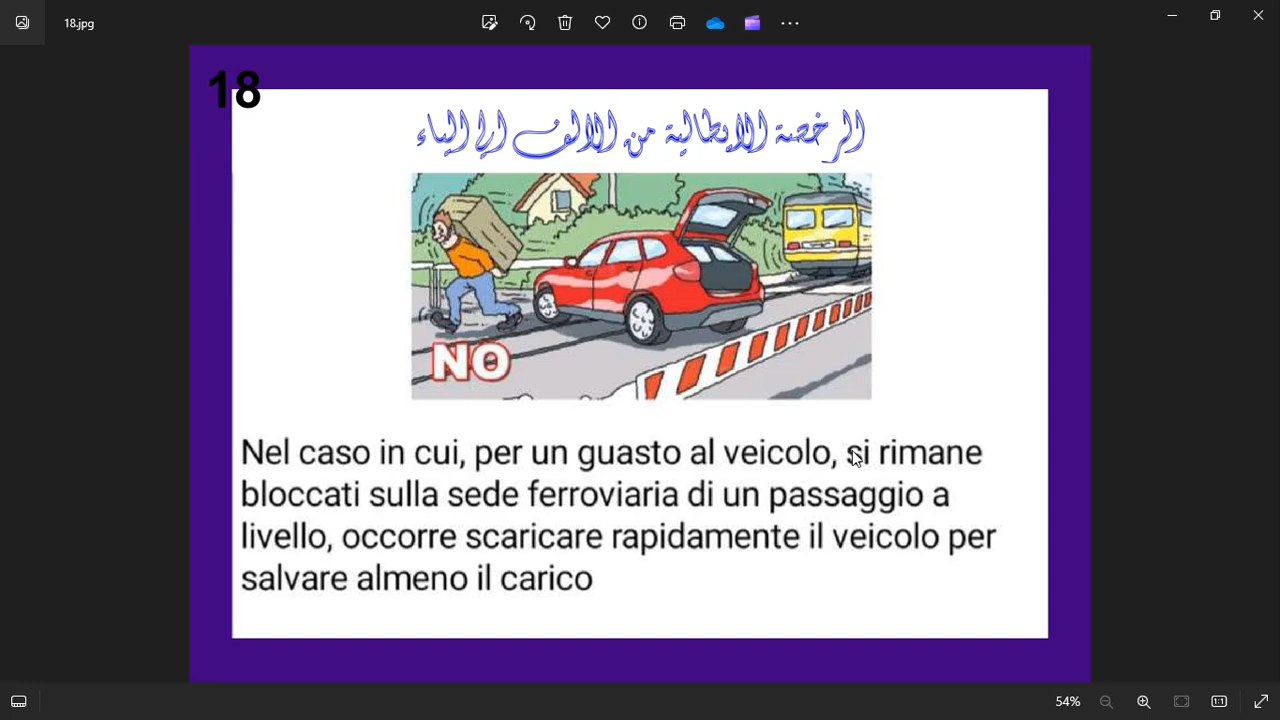 18.jpg
18
الرخصة الايطالية من الالف الى الياء
NO
Nel caso in cui, per un guasto al veicolo, si rimane
bloccati sulla sede ferroviaria di un passaggio a
livello, occorre scaricare rapidamente il veicolo per
salvare almeno il carico
54%
1:1